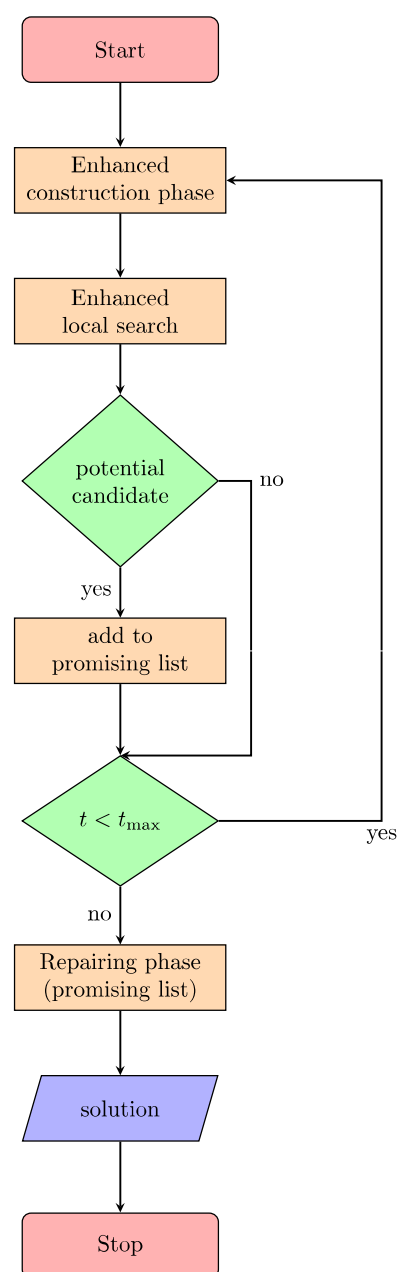 Start
Enhanced
construction phase
Enhanced
local search
potential
candidate
no
yes
add to
promising list
t < t_max
yes
no
Repairing phase
(promising list)
solution
Stop